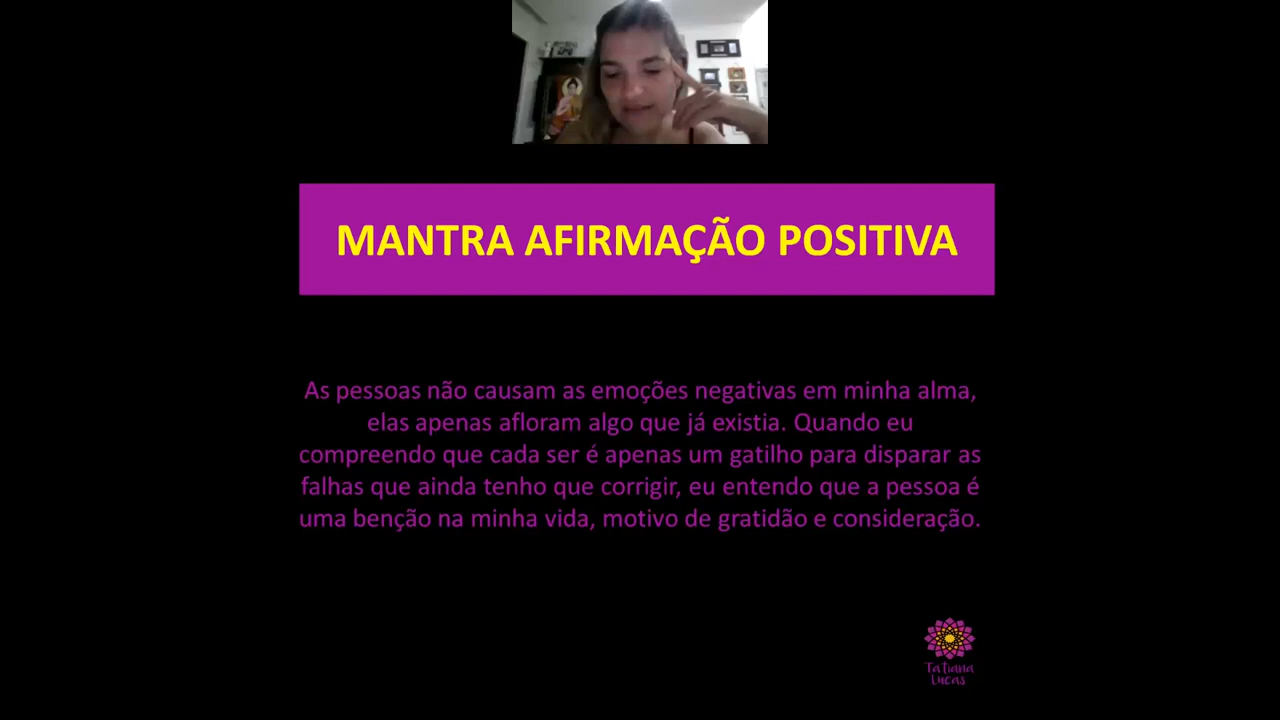 MANTRA AFIRMAÇÃO POSITIVA
As pessoas não causam as emoções negativas em minha alma,
elas apenas afloram algo que já existia. Quando eu
compreendo que cada ser é apenas um gatilho para disparar as
falhas que ainda tenho que corrigir, eu entendo que a pessoa é
uma benção na minha vida, motivo de gratidão e consideração.
Tatiana
Lucas